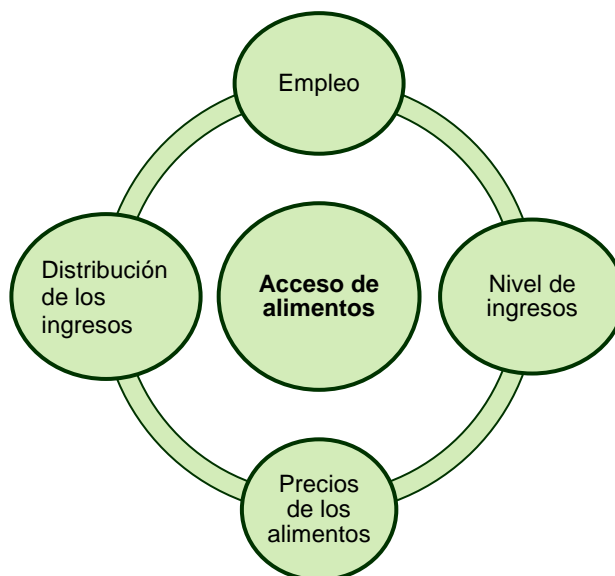 Empleo
Distribución
de los
ingresos
Acceso de
alimentos
Nivel de
ingresos
Precios
de los
alimentos